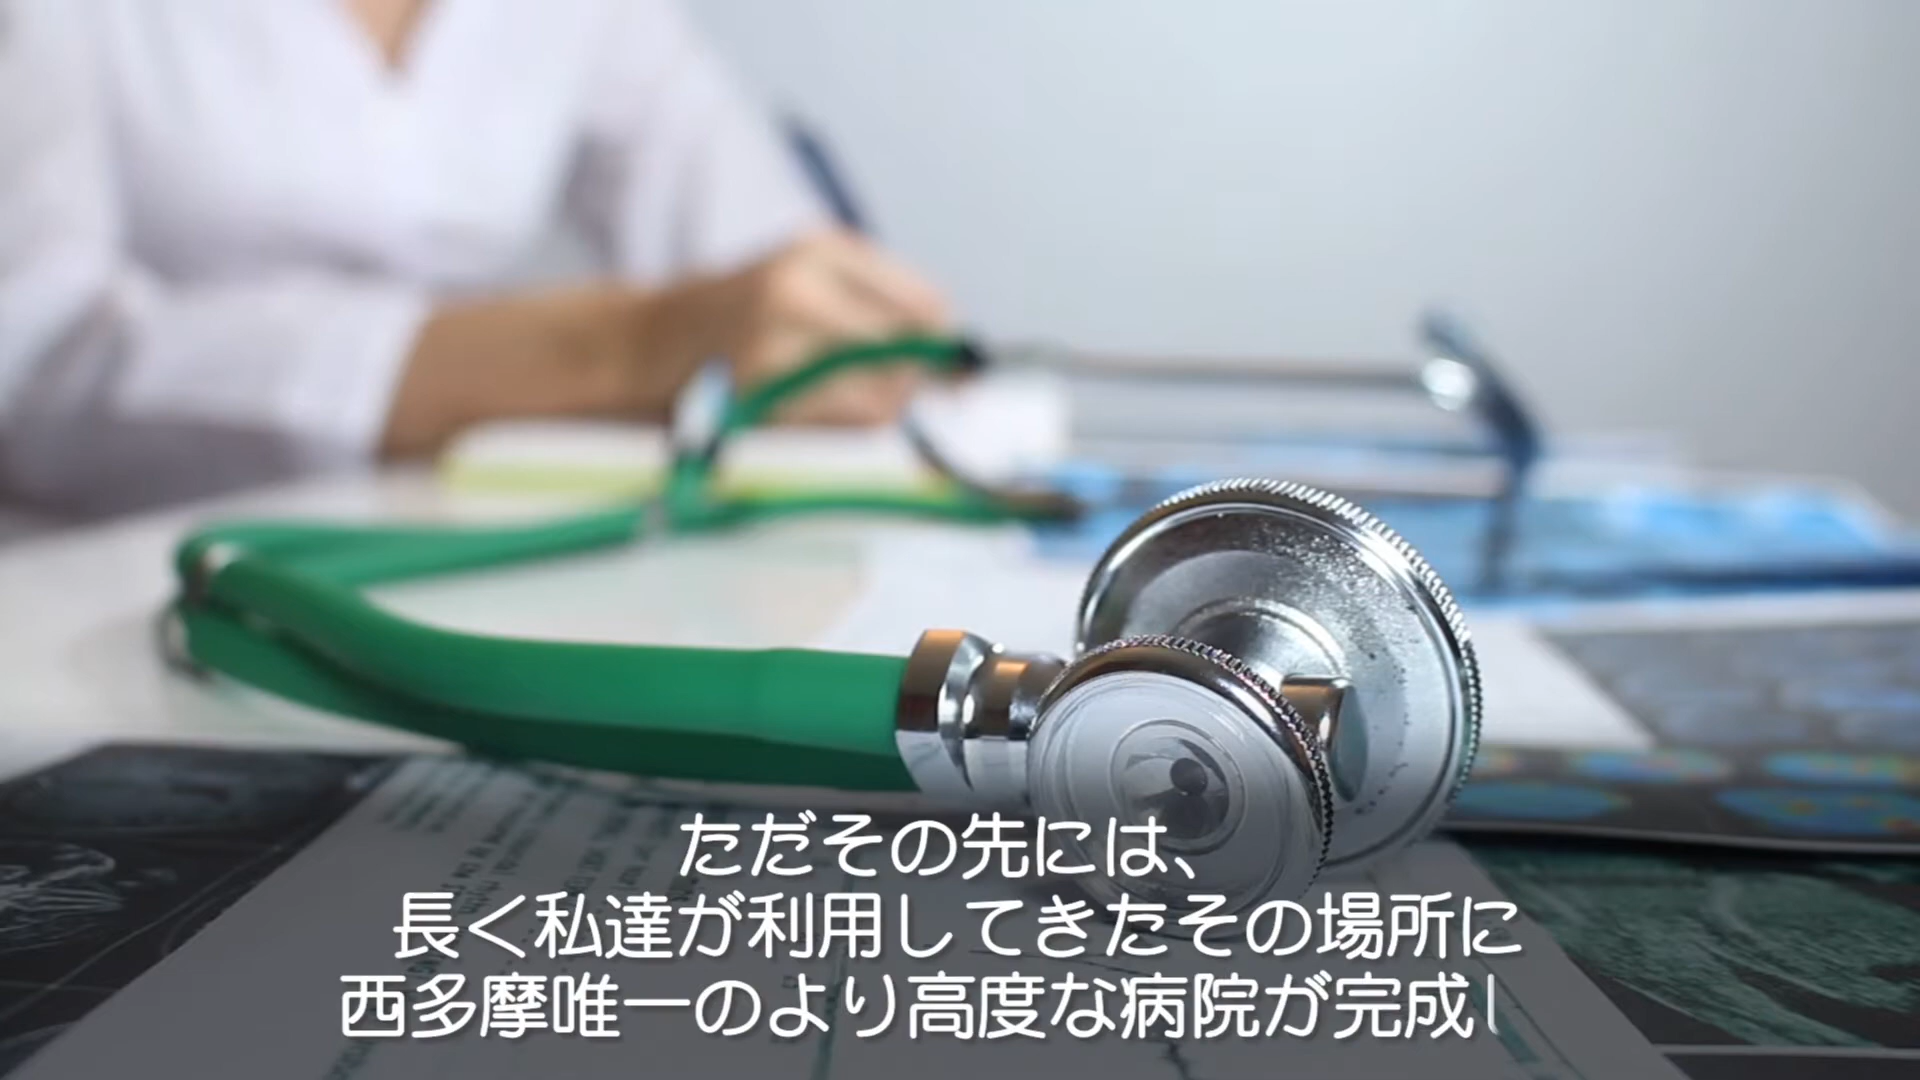 ただその先には、
長く私達が利用してきたその場所に
西多摩唯一のより高度な病院が完成し